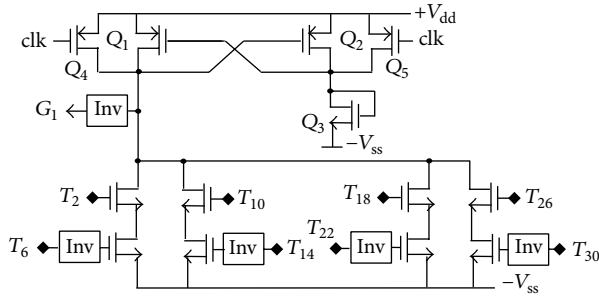 +Vdd
clk Q1 Q2 clk
Q4 Q5
G1 Inv
Q3
−Vss
T2 T10 T18 T26
T6 Inv Inv T14 T22 Inv Inv T30
−Vss